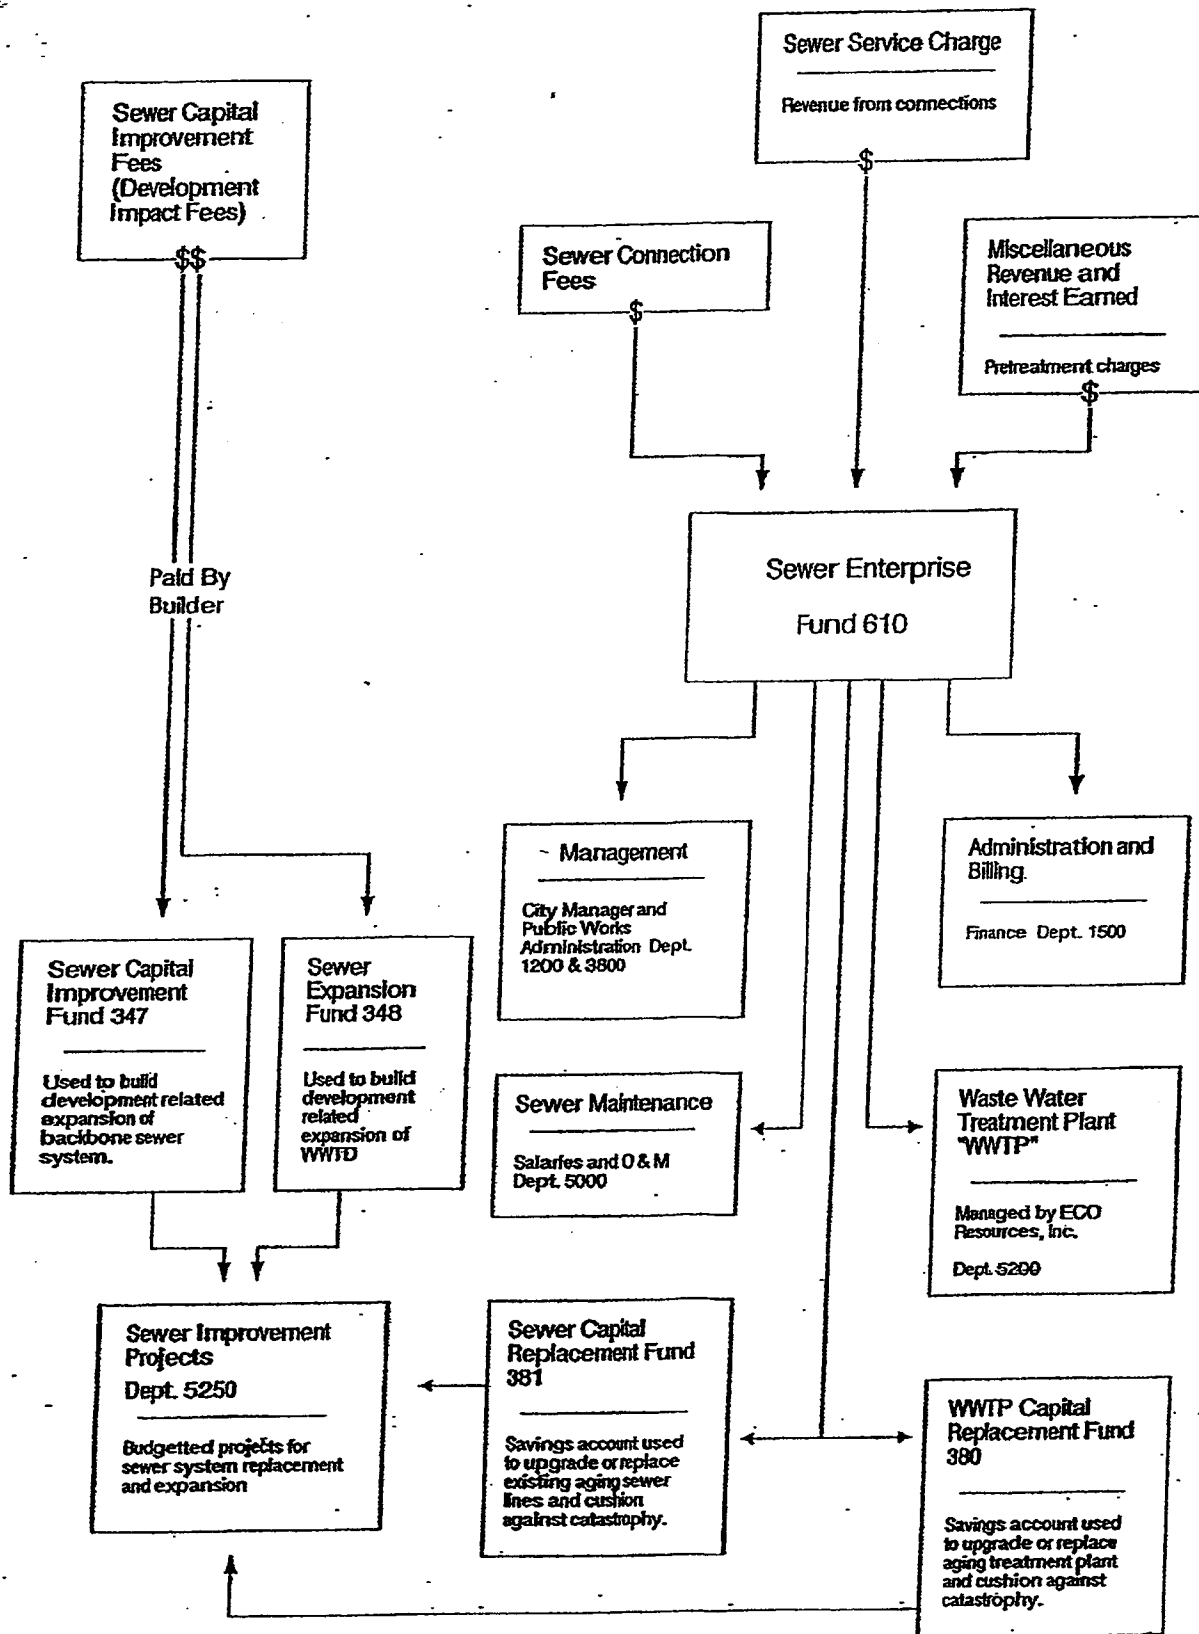 Sewer Service Charge
Revenue from connections
$
Sewer Capital
Improvement
Fees
(Development
Impact Fees)
$$
Sewer Connection
Fees
$
Miscellaneous
Revenue and
Interest Earned
Pretreatment charges
$
Paid By
Builder
Sewer Enterprise
Fund 610
Management
City Manager and
Public Works
Administration Dept.
1200 & 3800
Administration and
Billing
Finance Dept. 1500
Sewer Capital
Improvement
Fund 347
Used to build
development related
expansion of
backbone sewer
system.
Sewer
Expansion
Fund 348
Used to build
development
related
expansion of
WWTD
Sewer Maintenance
Salaries and O & M
Dept. 5000
Waste Water
Treatment Plant
"WWTP"
Managed by ECO
Resources, Inc.
Dept. 5200
Sewer Improvement
Projects
Dept. 5250
Budgetted projects for
sewer system replacement
and expansion
Sewer Capital
Replacement Fund
381
Savings account used
to upgrade or replace
existing aging sewer
lines and cushion
against catastrophy.
WWTP Capital
Replacement Fund
380
Savings account used
to upgrade or replace
aging treatment plant
and cushion against
catastrophy.